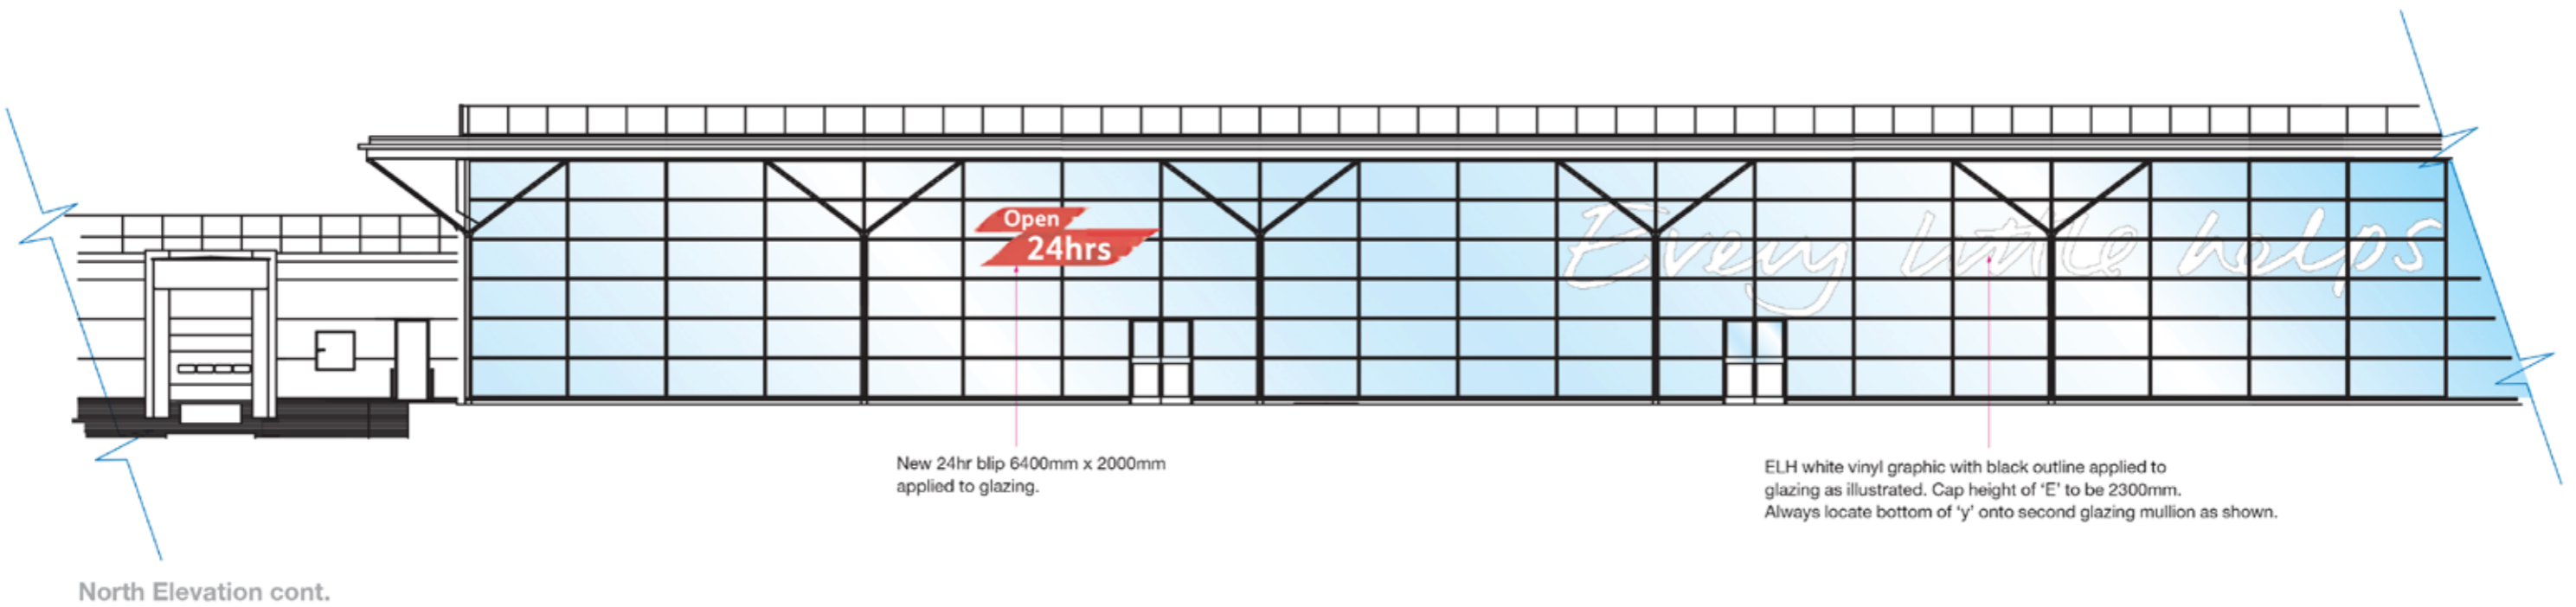 Open
24hrs
Every little helps
New 24hr blip 6400mm x 2000mm
applied to glazing.
ELH white vinyl graphic with black outline applied to
glazing as illustrated. Cap height of ‘E’ to be 2300mm.
Always locate bottom of ‘y’ onto second glazing mullion as shown.
North Elevation cont.